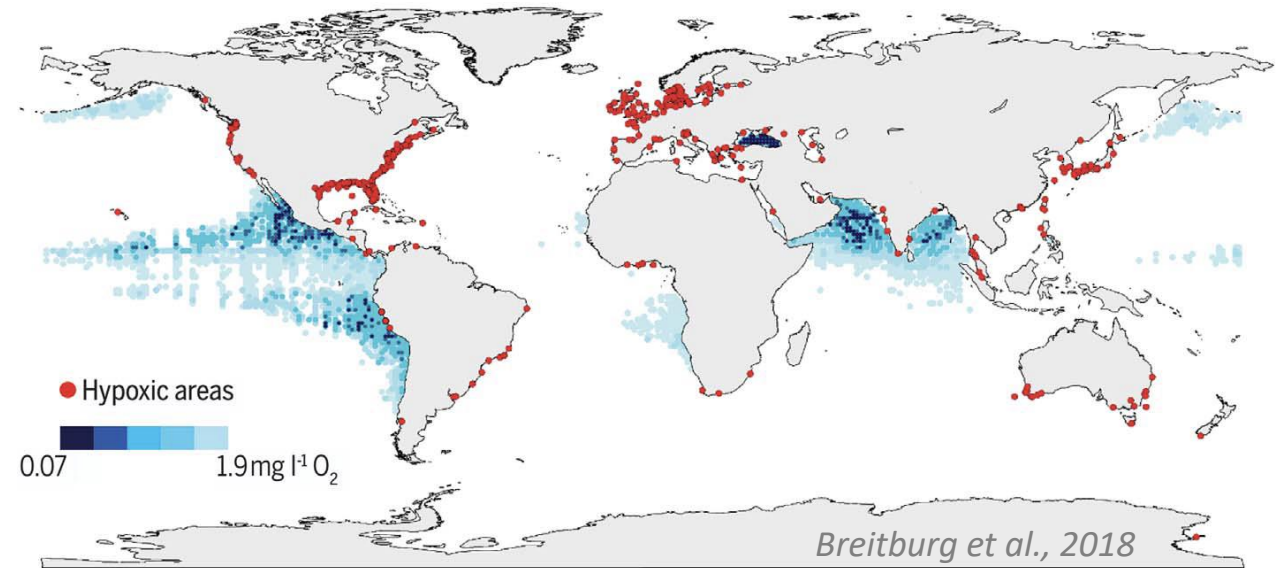 Hypoxic areas
0.07 1.9 mg l⁻¹ O₂
Breitburg et al., 2018